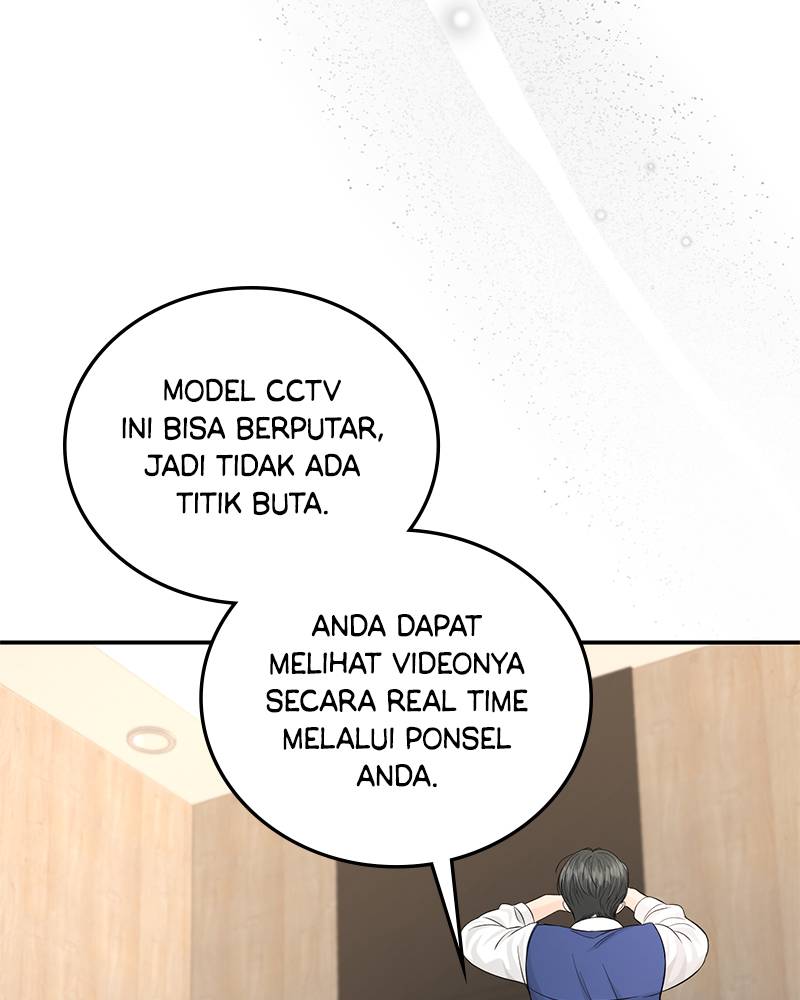 MODEL CCTV
INI BISA BERPUTAR,
JADI TIDAK ADA
TITIK BUTA.
ANDA DAPAT
MELIHAT VIDEONYA
SECARA REAL TIME
MELALUI PONSEL
ANDA.